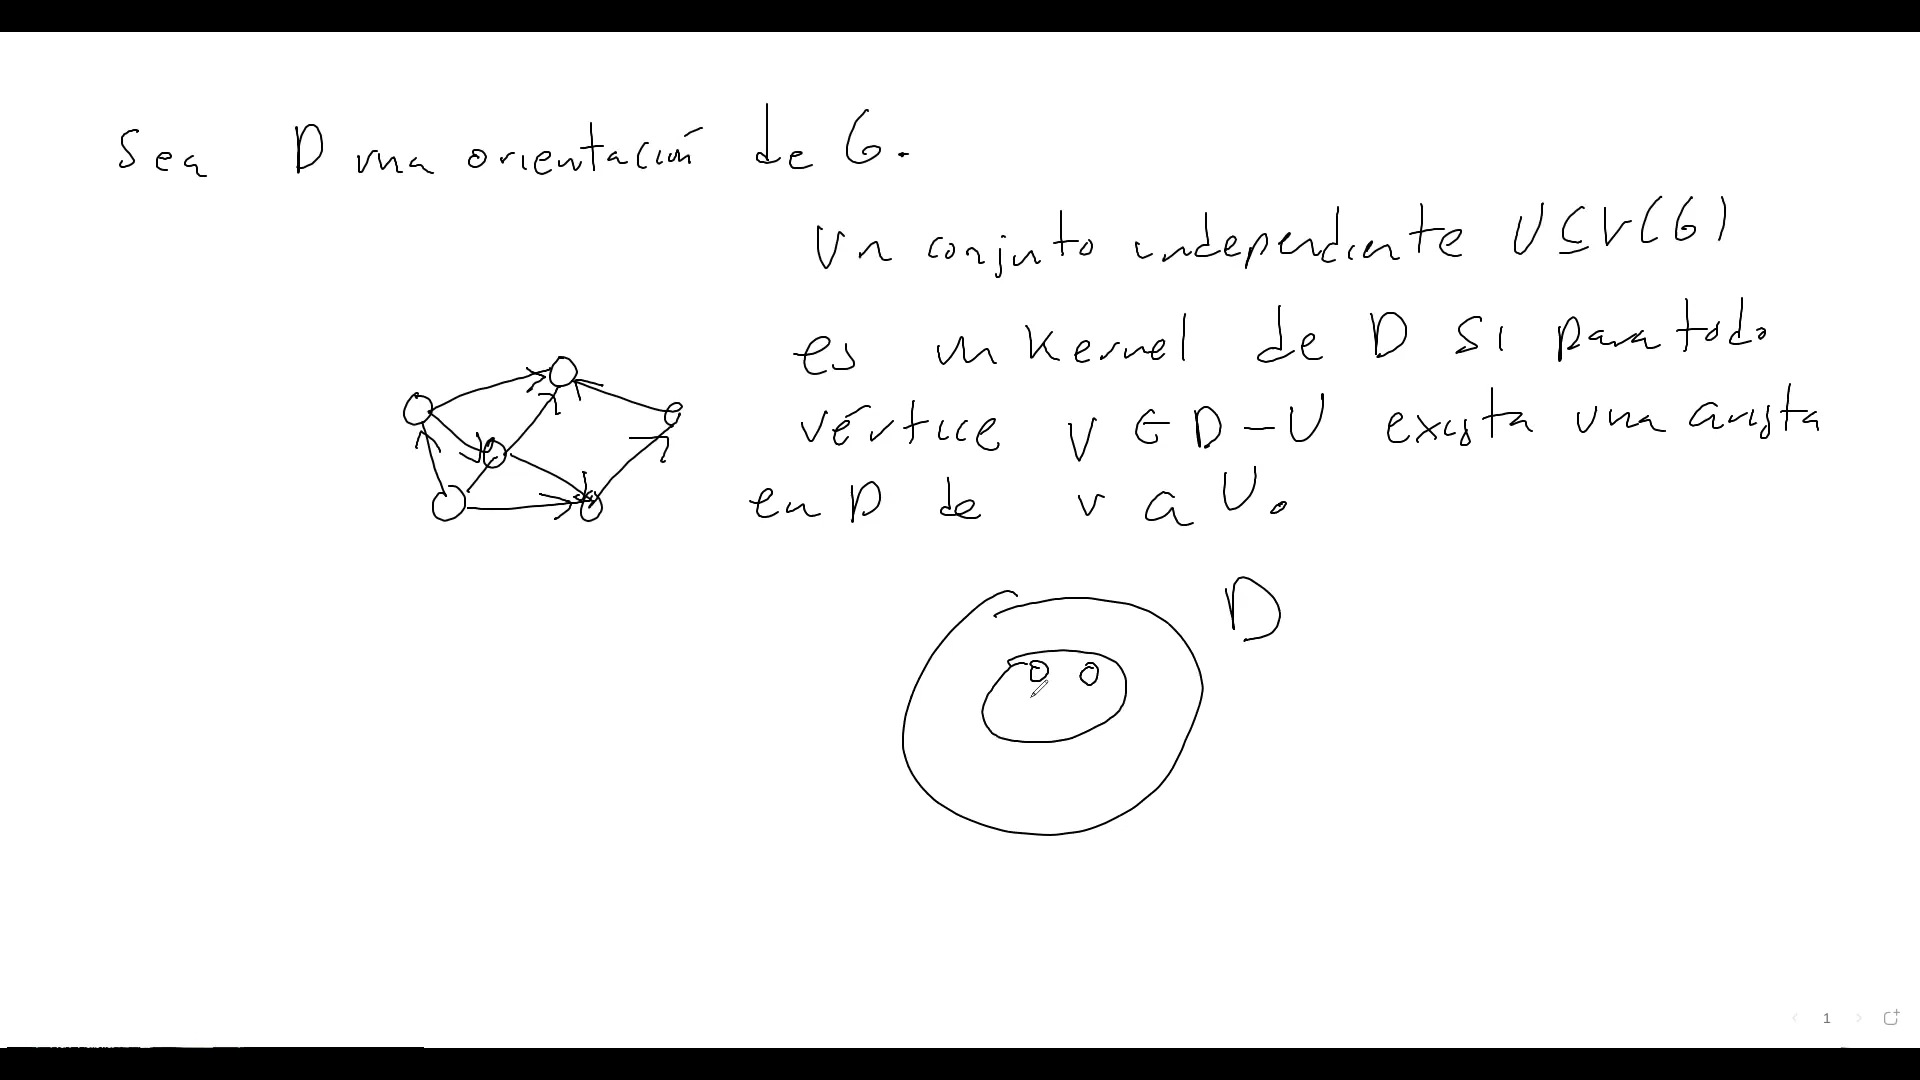 Sea D una orientación de G.
Un conjunto independiente U ⊆ V(G)
es un Kernel de D si para todo
vértice v ∈ D - U exista una arista
en D de v a U.
D
1